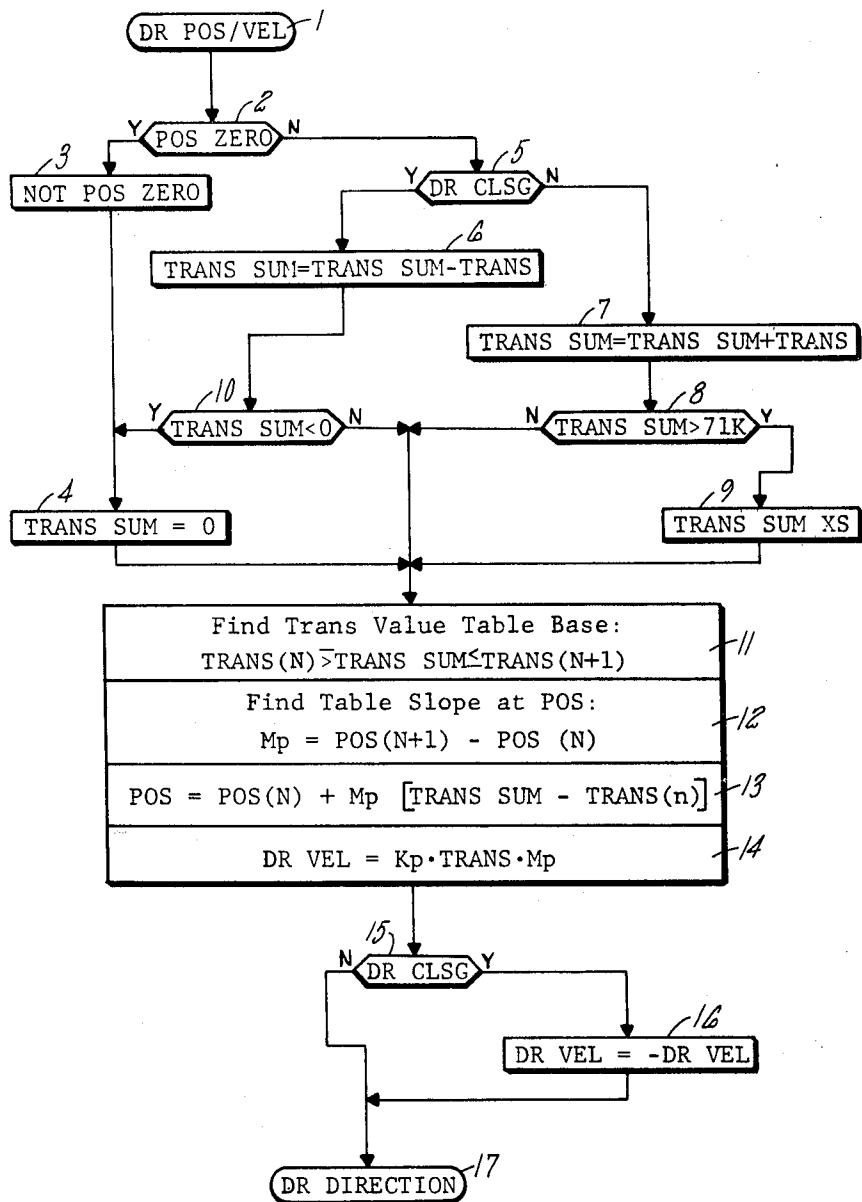 DR POS/VEL 1
2
Y POS ZERO N
3
NOT POS ZERO
5
Y DR CLSG N
6
TRANS SUM=TRANS SUM-TRANS
7
TRANS SUM=TRANS SUM+TRANS
10
Y TRANS SUM<0 N
8
N TRANS SUM>71K Y
4
TRANS SUM = 0
9
TRANS SUM XS
Find Trans Value Table Base:
TRANS(N)≥TRANS SUM≤TRANS(N+1)
11
Find Table Slope at POS:
Mp = POS(N+1) - POS (N)
12
POS = POS(N) + Mp [TRANS SUM - TRANS(n)]
13
DR VEL = Kp·TRANS·Mp
14
15
N DR CLSG Y
16
DR VEL = -DR VEL
DR DIRECTION 17